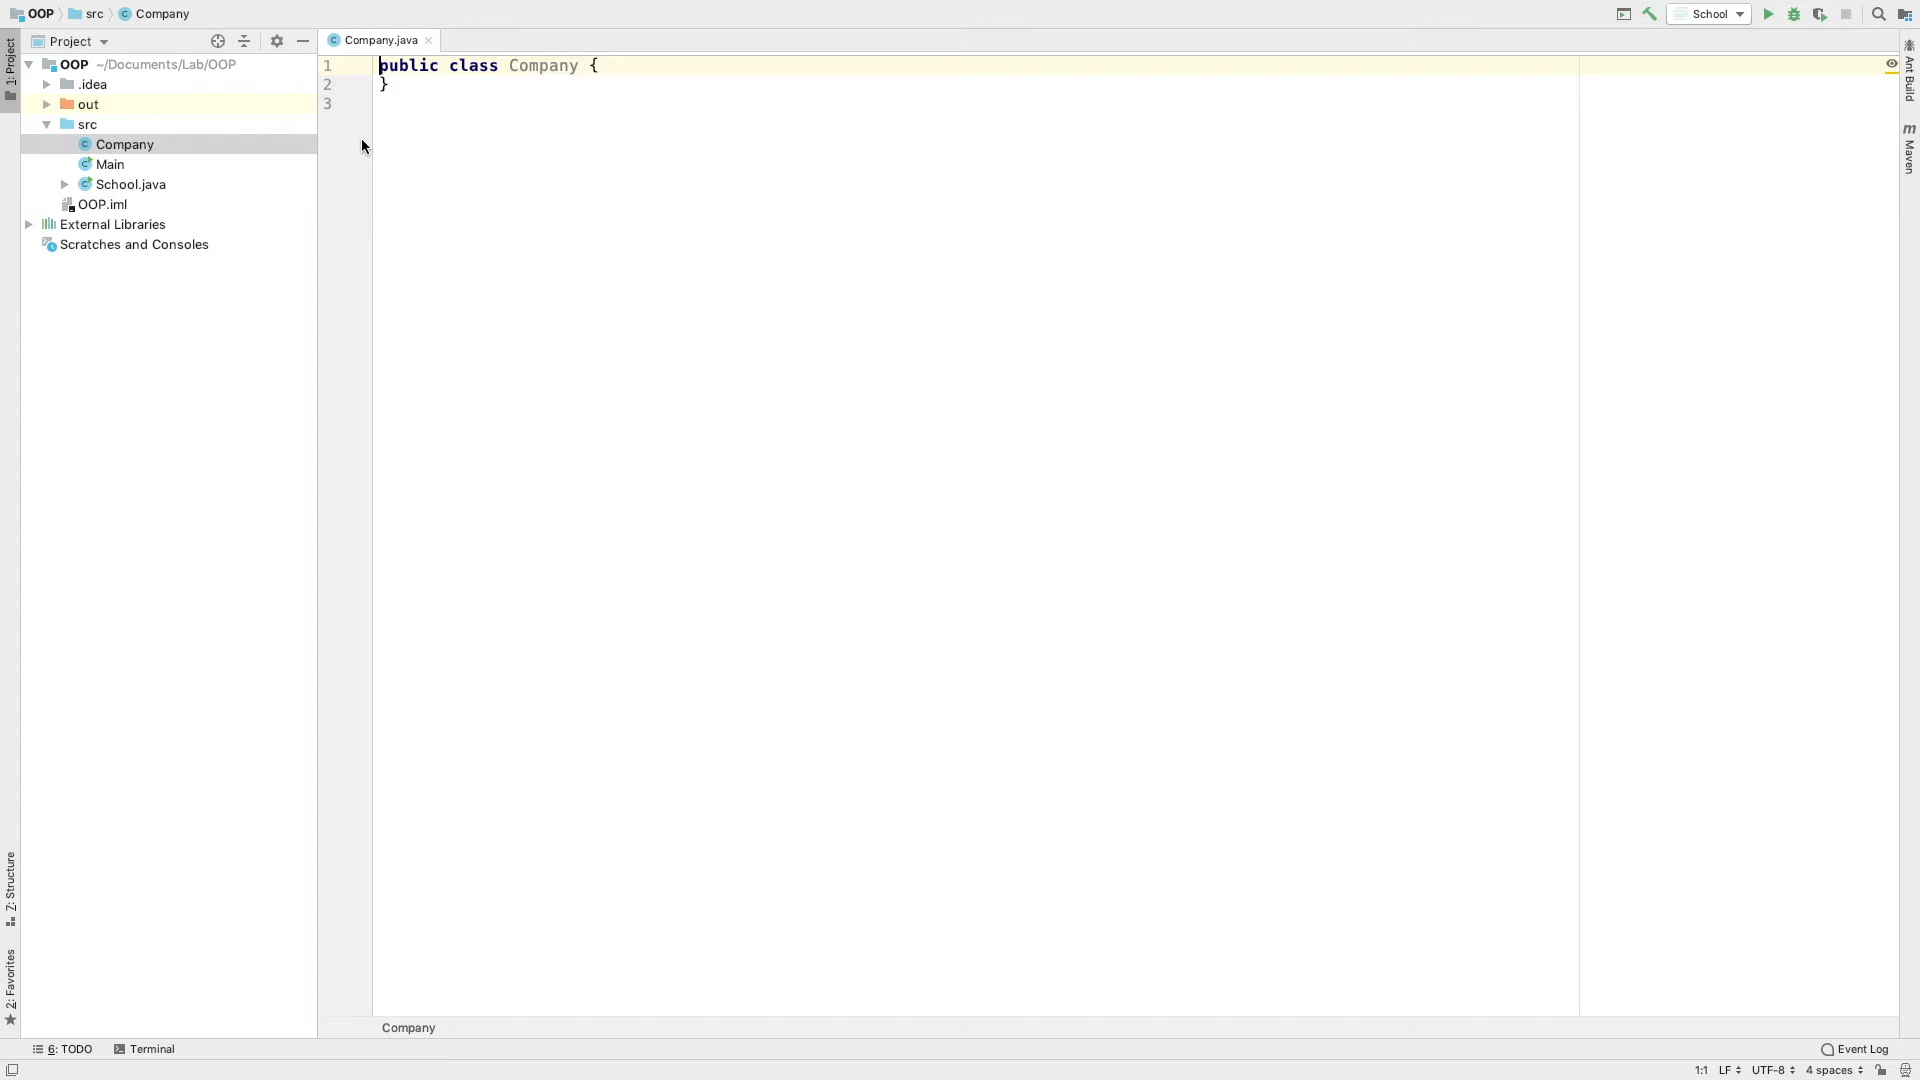 OOP src Company
School
1: Project
Project
Company.java
OOP ~/Documents/Lab/OOP
.idea
out
src
Company
Main
School.java
OOP.iml
External Libraries
Scratches and Consoles
1 public class Company {
2 }
3
Ant Build
m Maven
7: Structure
2: Favorites
Company
6: TODO
Terminal
Event Log
1:1 LF UTF-8 4 spaces